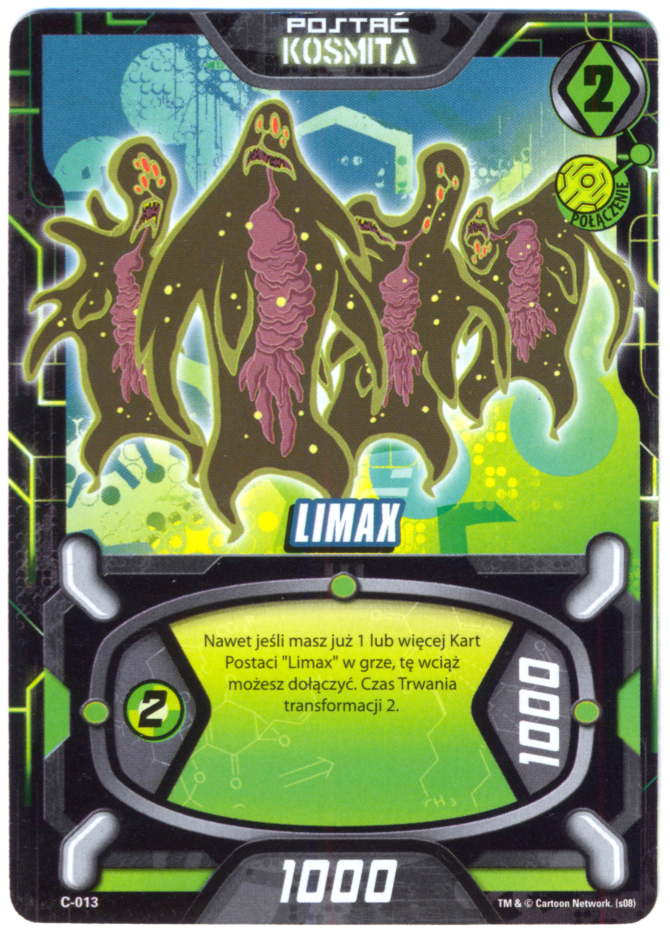 POSTAĆ
KOSMITA
2
POŁĄCZENIE
LIMAX
Nawet jeśli masz już 1 lub więcej Kart
Postaci "Limax" w grze, tę wciąż
możesz dołączyć. Czas Trwania
transformacji 2.
2
1000
CH3
1000
C-013
TM & © Cartoon Network. (s08)